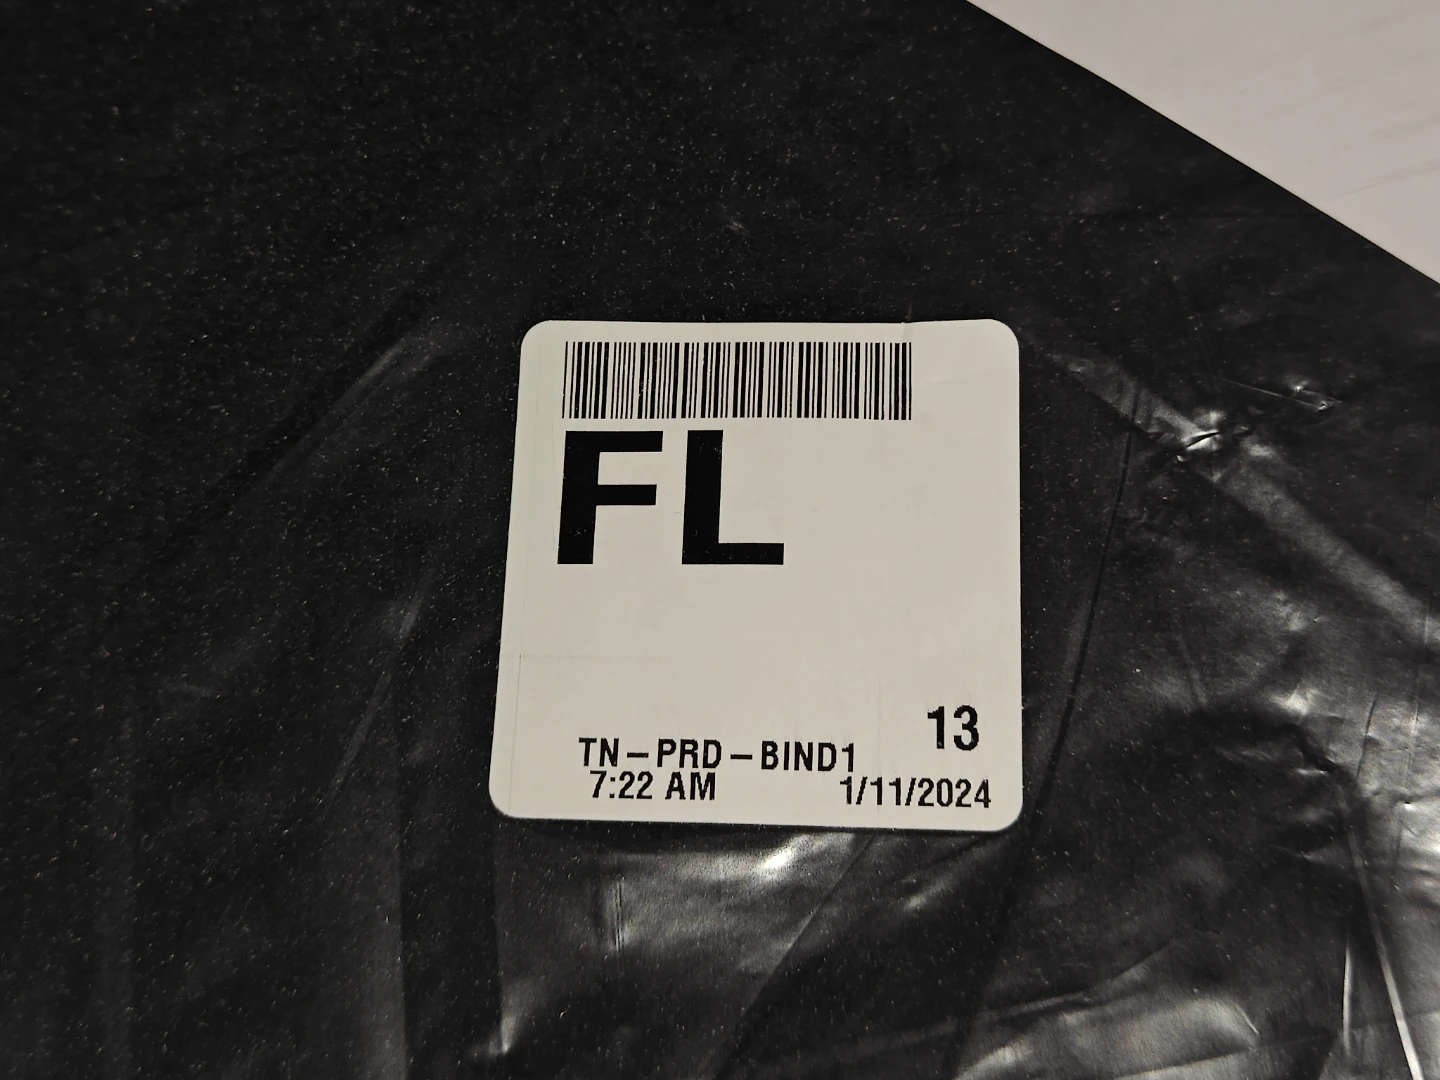 FL
13
TN-PRD-BIND1
7:22 AM 1/11/2024